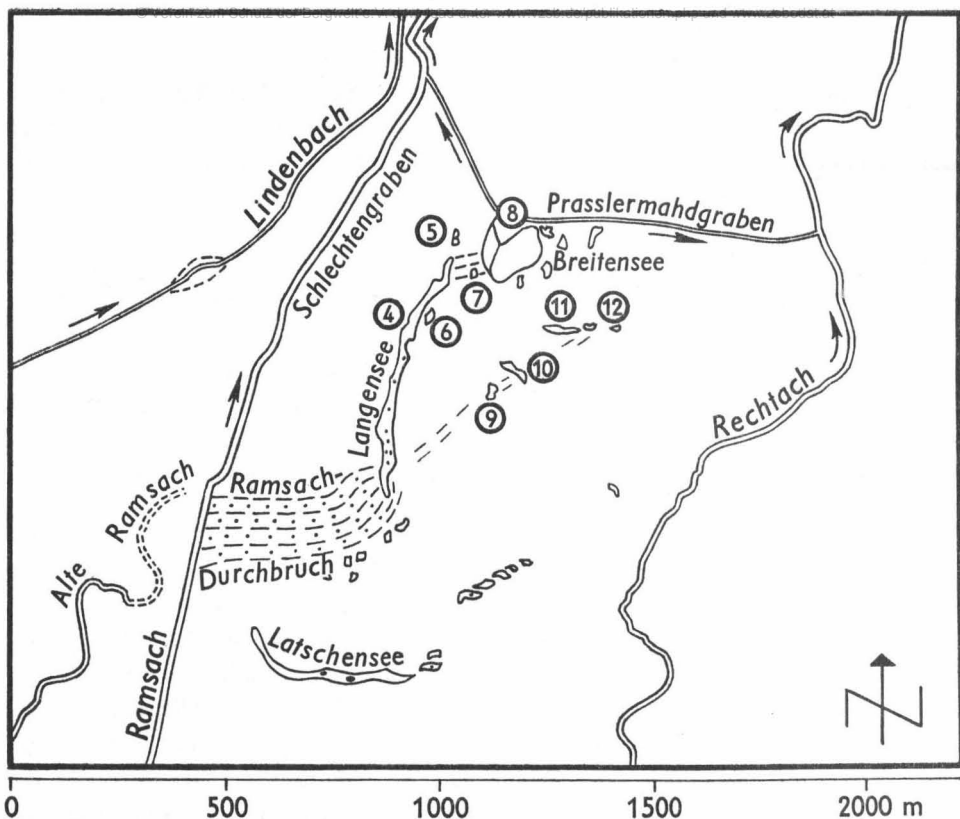 Lindenbach
Schlechtengraben
8
Prasslermahdgraben
5
Breitensee
7
4
6
11
12
Langensee
10
9
Rechtach
Ramsach
Ramsach
Durchbruch
Alte
Latschensee
Ramsach
N
0 500 1000 1500 2000 m